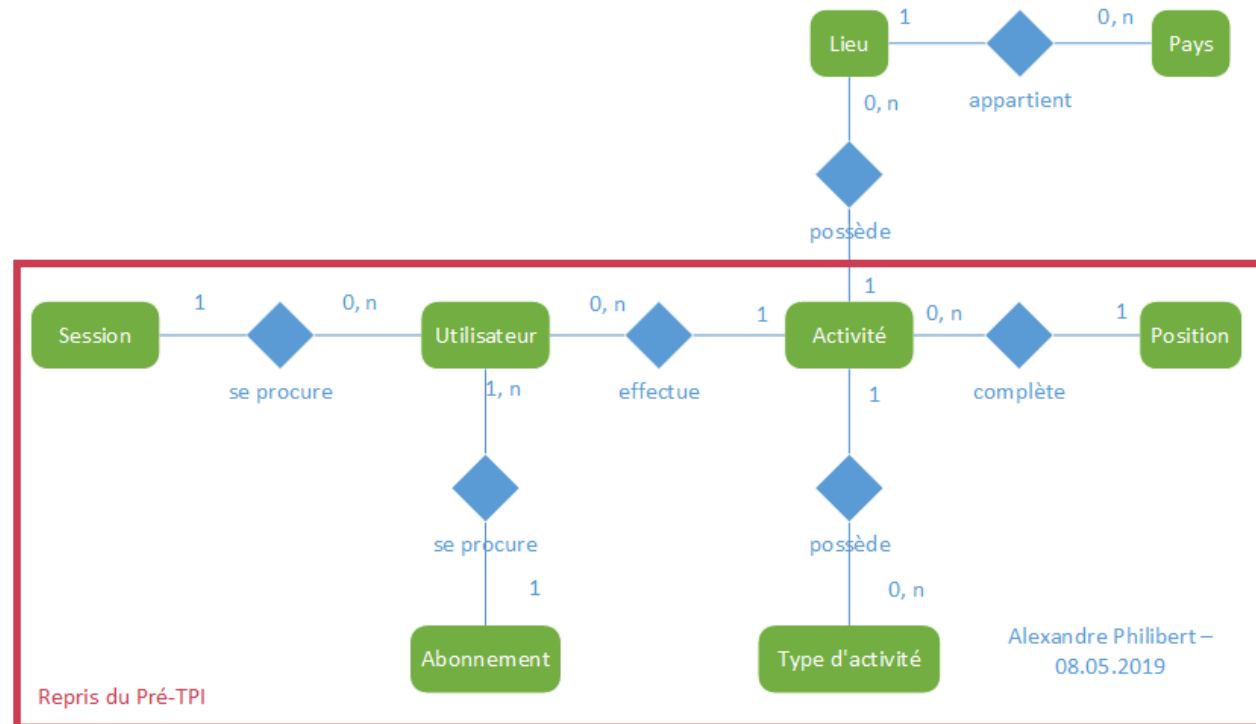 Lieu
1
0, n
Pays
appartient
0, n
possède
1
Session
1
0, n
Utilisateur
0, n
1
Activité
0, n
1
Position
se procure
1, n
effectue
1
complète
se procure
possède
1
0, n
Abonnement
Type d'activité
Alexandre Philibert –
08.05.2019
Repris du Pré-TPI